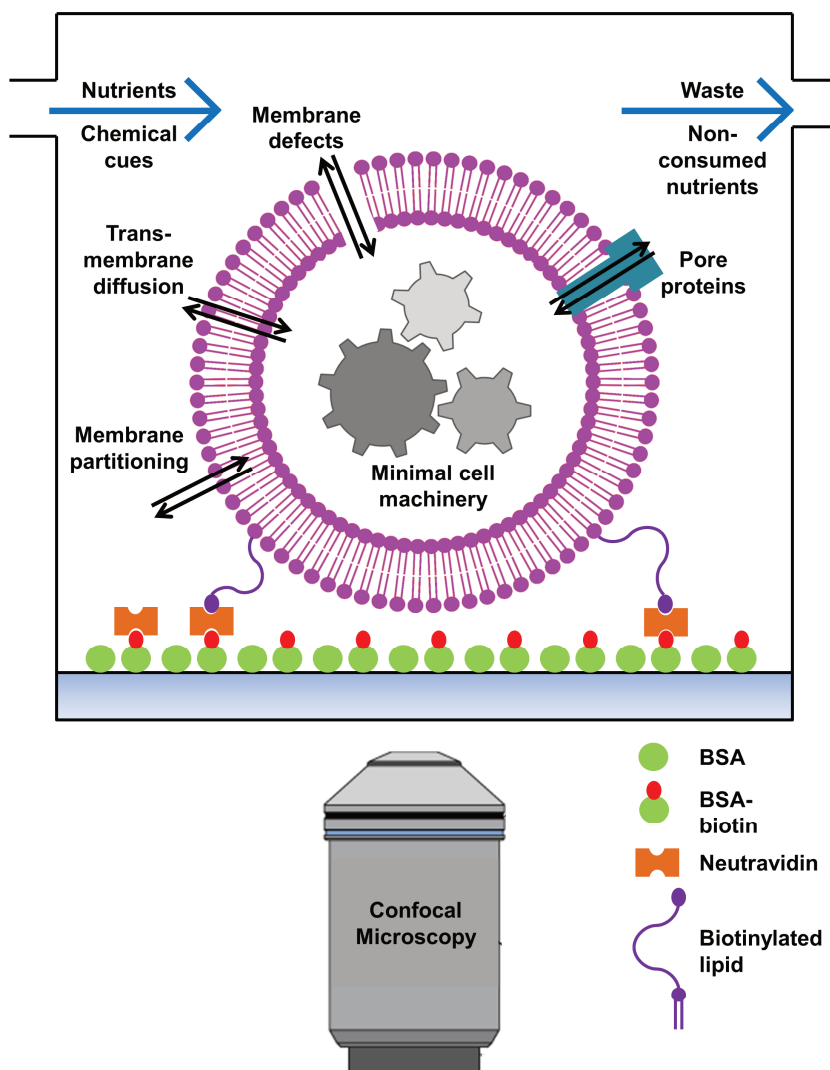 Nutrients
Chemical
cues
Waste
Non-
consumed
nutrients
Membrane
defects
Trans-
membrane
diffusion
Pore
proteins
Membrane
partitioning
Minimal cell
machinery
BSA
BSA-
biotin
Neutravidin
Biotinylated
lipid
Confocal
Microscopy